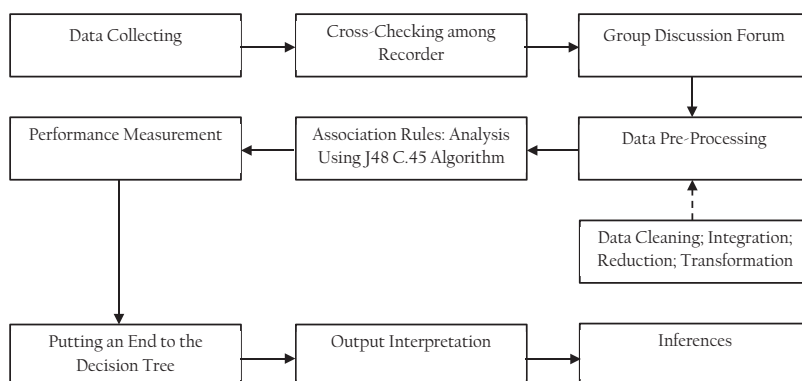 Data Collecting
Cross-Checking among
Recorder
Group Discussion Forum
Performance Measurement
Association Rules: Analysis
Using J48 C.45 Algorithm
Data Pre-Processing
Data Cleaning; Integration;
Reduction; Transformation
Putting an End to the
Decision Tree
Output Interpretation
Inferences